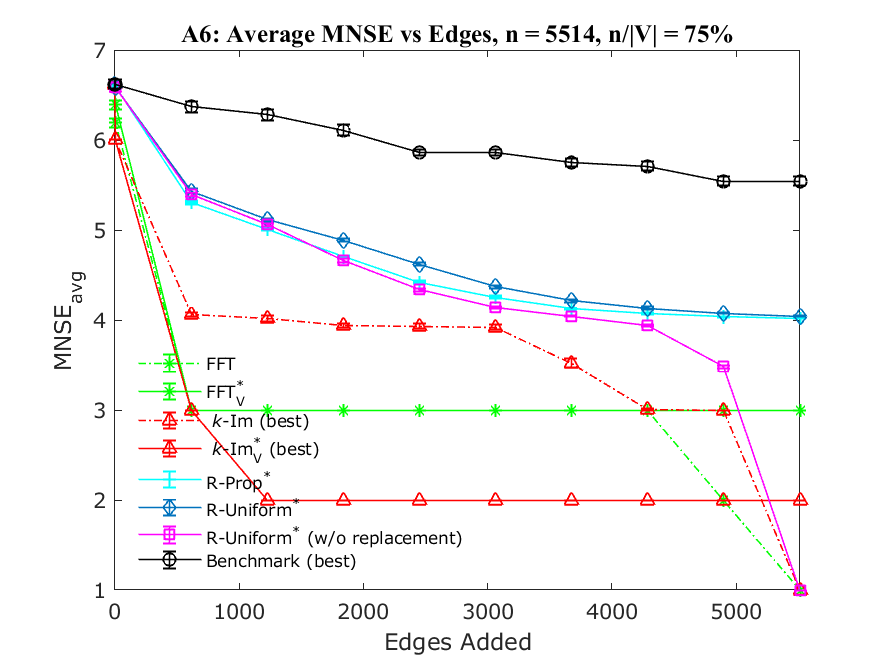 A6: Average MNSE vs Edges, n = 5514, n/|V| = 75%
7
6
5
4
3
2
1
MNSE_avg
FFT
FFT*_V
k-Im (best)
k-Im*_V (best)
R-Prop*
R-Uniform*
R-Uniform* (w/o replacement)
Benchmark (best)
0 1000 2000 3000 4000 5000
Edges Added